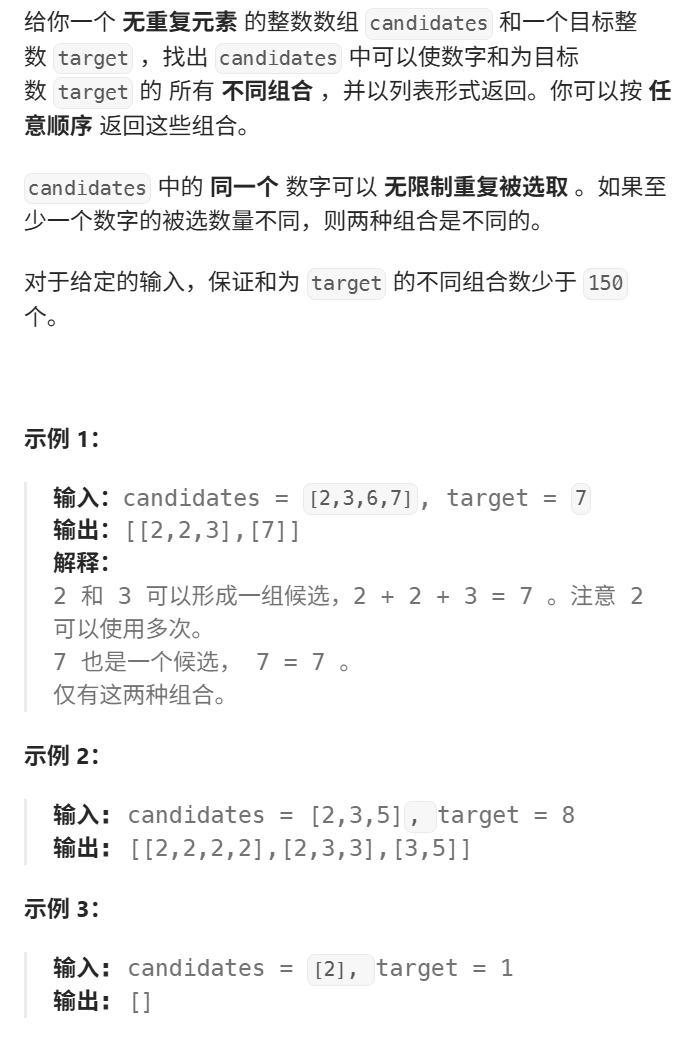 给你一个 无重复元素 的整数数组 candidates 和一个目标整
数 target ，找出 candidates 中可以使数字和为目标
数 target 的 所有 不同组合 ，并以列表形式返回。你可以按 任
意顺序 返回这些组合。
candidates 中的 同一个 数字可以 无限制重复被选取 。如果至
少一个数字的被选数量不同，则两种组合是不同的。
对于给定的输入，保证和为 target 的不同组合数少于 150
个。
示例 1：
输入：candidates = [2,3,6,7], target = 7
输出：[[2,2,3],[7]]
解释：
2 和 3 可以形成一组候选，2 + 2 + 3 = 7 。注意 2
可以使用多次。
7 也是一个候选， 7 = 7 。
仅有这两种组合。
示例 2：
输入: candidates = [2,3,5], target = 8
输出: [[2,2,2,2],[2,3,3],[3,5]]
示例 3：
输入: candidates = [2], target = 1
输出: []